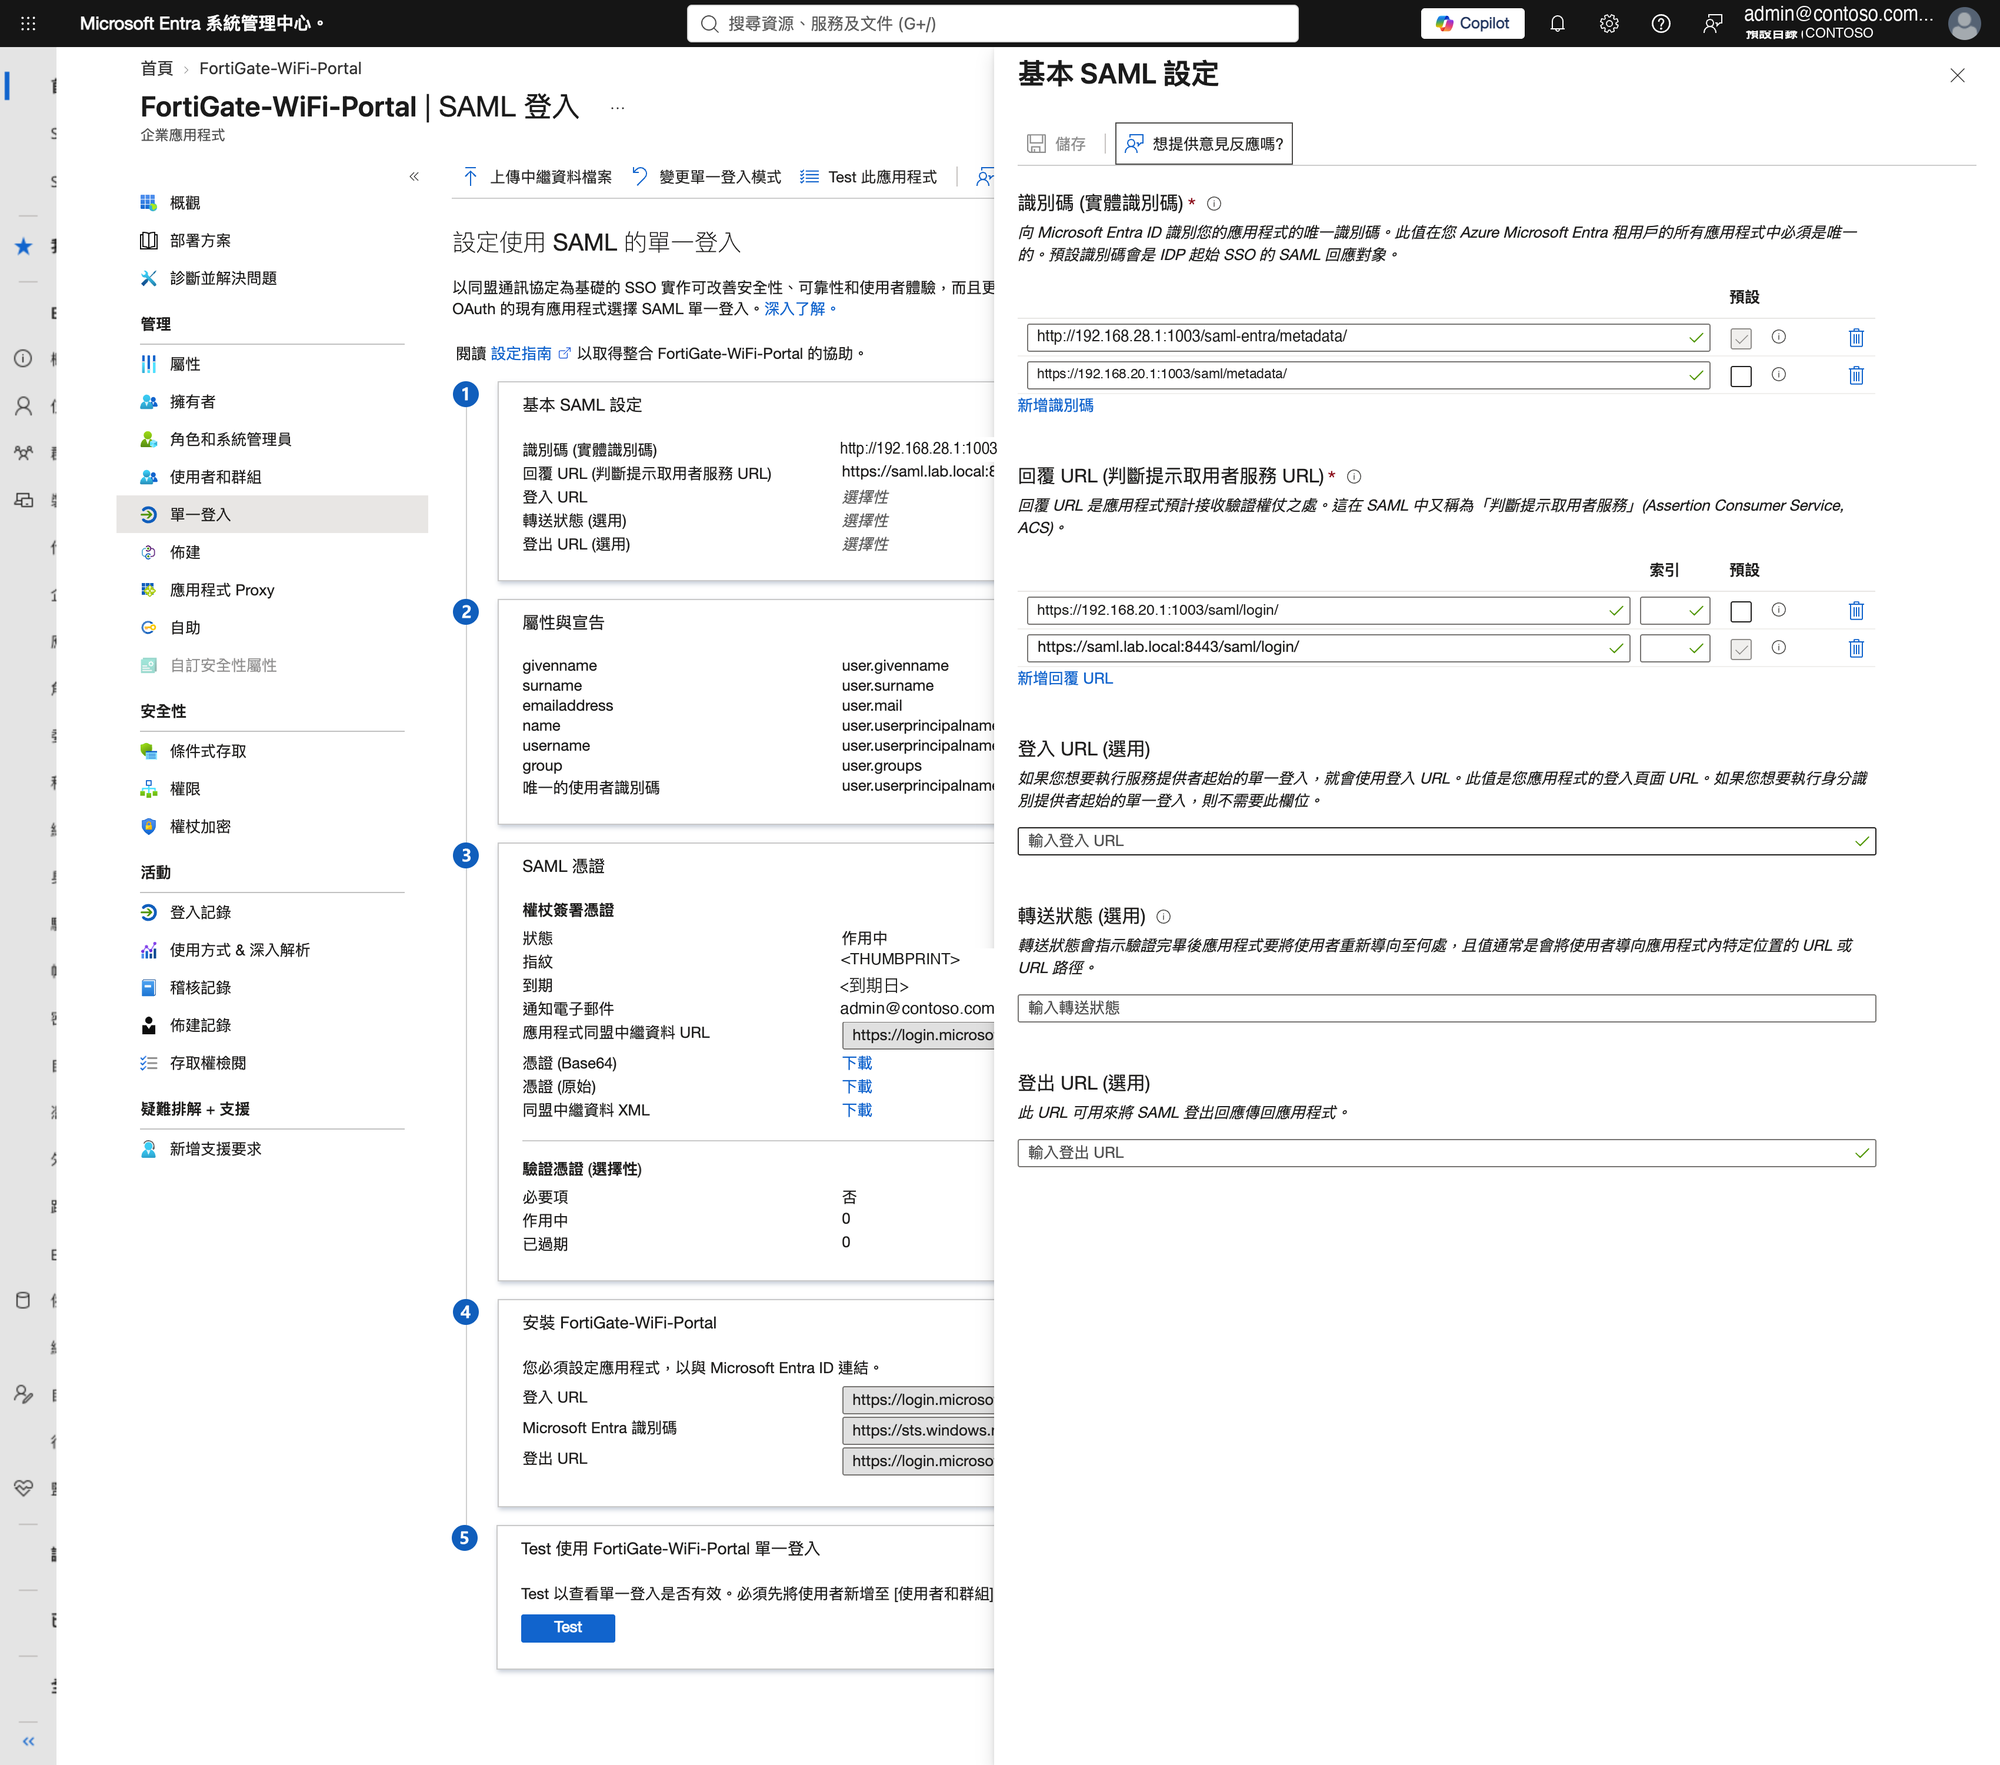 Microsoft Entra 系統管理中心。
搜尋資源、服務及文件 (G+/)
Copilot
admin@contoso.com...
預設目錄 (CONTOSO
首頁 › FortiGate-WiFi-Portal
FortiGate-WiFi-Portal | SAML 登入 ...
企業應用程式
«
概觀
部署方案
診斷並解決問題
管理
屬性
擁有者
角色和系統管理員
使用者和群組
單一登入
佈建
應用程式 Proxy
自助
自訂安全性屬性
安全性
條件式存取
權限
權杖加密
活動
登入記錄
使用方式 & 深入解析
稽核記錄
佈建記錄
存取權檢閱
疑難排解 + 支援
新增支援要求
上傳中繼資料檔案 變更單一登入模式 Test 此應用程式
設定使用 SAML 的單一登入
以同盟通訊協定為基礎的 SSO 實作可改善安全性、可靠性和使用者體驗，而且更
OAuth 的現有應用程式選擇 SAML 單一登入。深入了解。
閱讀 設定指南 以取得整合 FortiGate-WiFi-Portal 的協助。
1
基本 SAML 設定
識別碼 (實體識別碼) http://192.168.28.1:1003
回覆 URL (判斷提示取用者服務 URL) https://saml.lab.local:8
登入 URL 選擇性
轉送狀態 (選用) 選擇性
登出 URL (選用) 選擇性
2
屬性與宣告
givenname user.givenname
surname user.surname
emailaddress user.mail
name user.userprincipalname
username user.userprincipalname
group user.groups
唯一的使用者識別碼 user.userprincipalname
3
SAML 憑證
權杖簽署憑證
狀態 作用中
指紋 <THUMBPRINT>
到期 <到期日>
通知電子郵件 admin@contoso.com
應用程式同盟中繼資料 URL https://login.microso
憑證 (Base64) 下載
憑證 (原始) 下載
同盟中繼資料 XML 下載
驗證憑證 (選擇性)
必要項 否
作用中 0
已過期 0
4
安裝 FortiGate-WiFi-Portal
您必須設定應用程式，以與 Microsoft Entra ID 連結。
登入 URL https://login.microso
Microsoft Entra 識別碼 https://sts.windows.n
登出 URL https://login.microso
5
Test 使用 FortiGate-WiFi-Portal 單一登入
Test 以查看單一登入是否有效。必須先將使用者新增至 [使用者和群組]
Test
基本 SAML 設定
儲存 想提供意見反應嗎?
識別碼 (實體識別碼) *
向 Microsoft Entra ID 識別您的應用程式的唯一識別碼。此值在您 Azure Microsoft Entra 租用戶的所有應用程式中必須是唯一
的。預設識別碼會是 IDP 起始 SSO 的 SAML 回應對象。
預設
http://192.168.28.1:1003/saml-entra/metadata/
https://192.168.20.1:1003/saml/metadata/
新增識別碼
回覆 URL (判斷提示取用者服務 URL) *
回覆 URL 是應用程式預計接收驗證權仗之處。這在 SAML 中又稱為「判斷提示取用者服務」(Assertion Consumer Service,
ACS)。
索引 預設
https://192.168.20.1:1003/saml/login/
https://saml.lab.local:8443/saml/login/
新增回覆 URL
登入 URL (選用)
如果您想要執行服務提供者起始的單一登入，就會使用登入 URL。此值是您應用程式的登入頁面 URL。如果您想要執行身分識
別提供者起始的單一登入，則不需要此欄位。
輸入登入 URL
轉送狀態 (選用)
轉送狀態會指示驗證完畢後應用程式要將使用者重新導向至何處，且值通常是會將使用者導向應用程式內特定位置的 URL 或
URL 路徑。
輸入轉送狀態
登出 URL (選用)
此 URL 可用來將 SAML 登出回應傳回應用程式。
輸入登出 URL